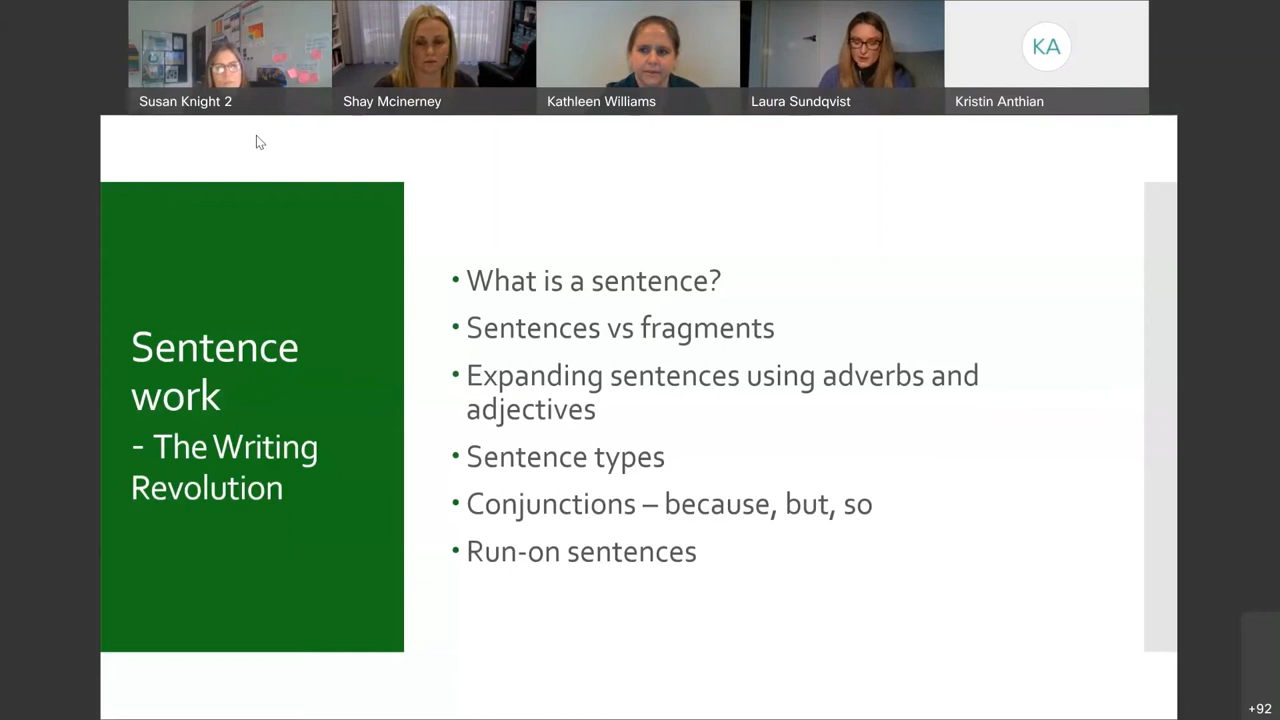 Susan Knight 2
Shay Mcinerney
Kathleen Williams
Laura Sundqvist
KA
Kristin Anthian
Sentence
work
- The Writing
Revolution
• What is a sentence?
• Sentences vs fragments
• Expanding sentences using adverbs and
adjectives
• Sentence types
• Conjunctions – because, but, so
• Run-on sentences
+92